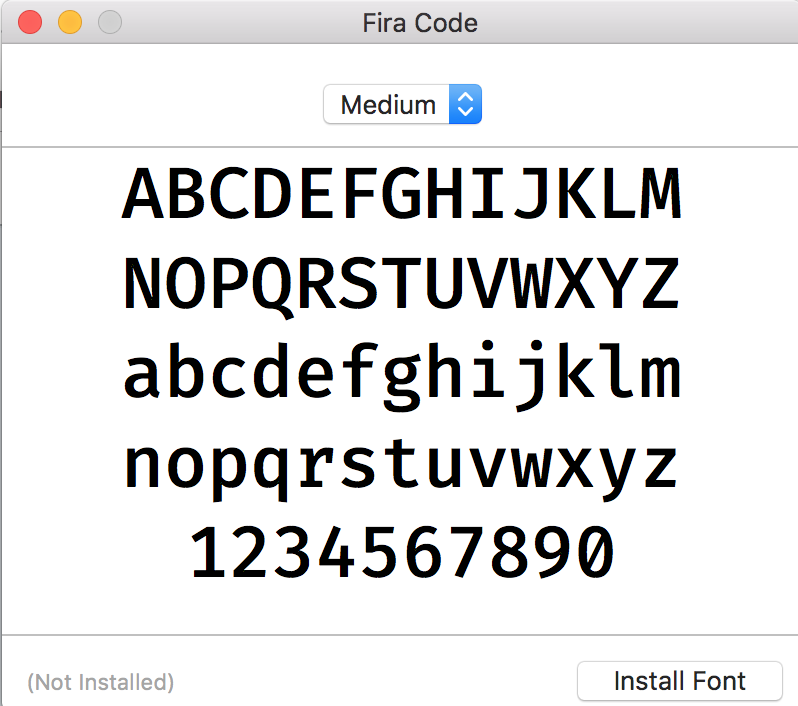 Fira Code
Medium
ABCDEFGHIJKLM
NOPQRSTUVWXYZ
abcdefghijklm
nopqrstuvwxyz
1234567890
(Not Installed)
Install Font